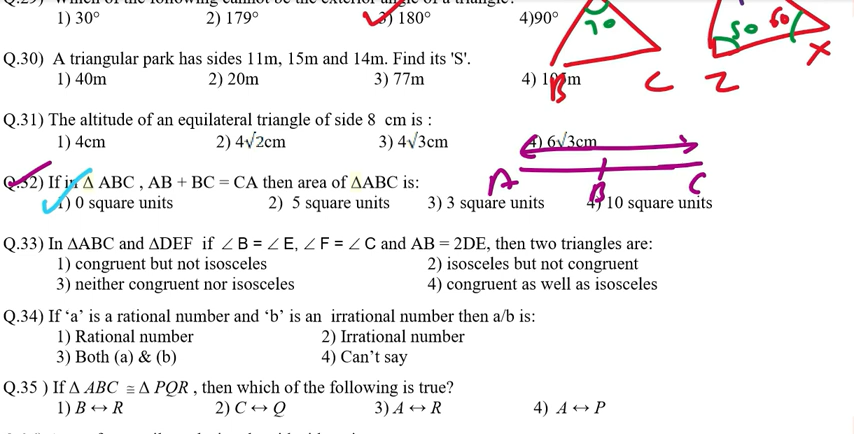 1) 30° 2) 179° 3) 180° 4)90°
70
50 60
B C Z X
Q.30) A triangular park has sides 11m, 15m and 14m. Find its 'S'.
1) 40m 2) 20m 3) 77m 4)
Q.31) The altitude of an equilateral triangle of side 8 cm is :
1) 4cm 2) 4√2cm 3) 4√3cm 4) 6√3cm
A B C
Q.32) If in Δ ABC , AB + BC = CA then area of ΔABC is:
1) 0 square units 2) 5 square units 3) 3 square units 4) 10 square units
Q.33) In ΔABC and ΔDEF if ∠B = ∠E, ∠F = ∠C and AB = 2DE, then two triangles are:
1) congruent but not isosceles 2) isosceles but not congruent
3) neither congruent nor isosceles 4) congruent as well as isosceles
Q.34) If ‘a’ is a rational number and ‘b’ is an irrational number then a/b is:
1) Rational number 2) Irrational number
3) Both (a) & (b) 4) Can’t say
Q.35 ) If Δ ABC ≅ Δ PQR , then which of the following is true?
1) B ↔ R 2) C ↔ Q 3) A ↔ R 4) A ↔ P